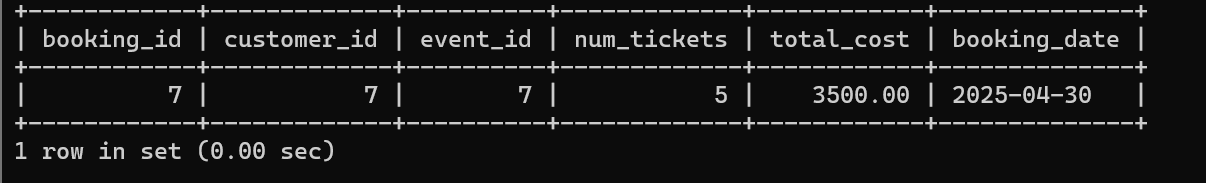 +------------+-------------+----------+-------------+------------+--------------+
| booking_id | customer_id | event_id | num_tickets | total_cost | booking_date |
+------------+-------------+----------+-------------+------------+--------------+
|          7 |           7 |        7 |           5 |    3500.00 | 2025-04-30   |
+------------+-------------+----------+-------------+------------+--------------+
1 row in set (0.00 sec)